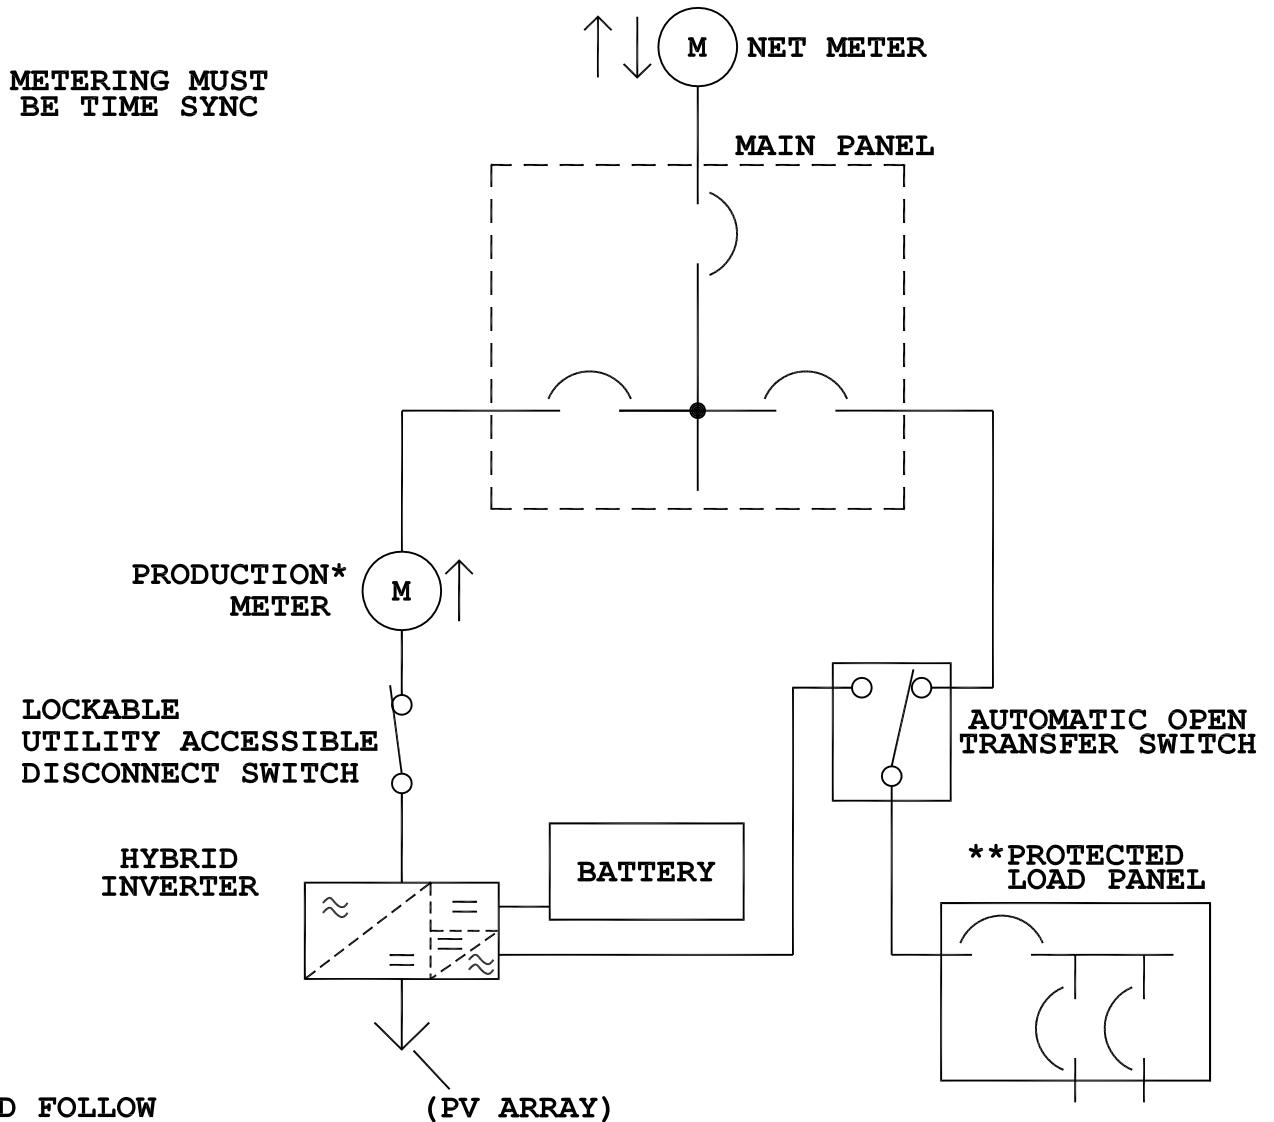 M NET METER
METERING MUST
BE TIME SYNC
MAIN PANEL
PRODUCTION*
METER
M
LOCKABLE
UTILITY ACCESSIBLE
DISCONNECT SWITCH
AUTOMATIC OPEN
TRANSFER SWITCH
HYBRID
INVERTER
BATTERY
**PROTECTED
LOAD PANEL
D FOLLOW
(PV ARRAY)